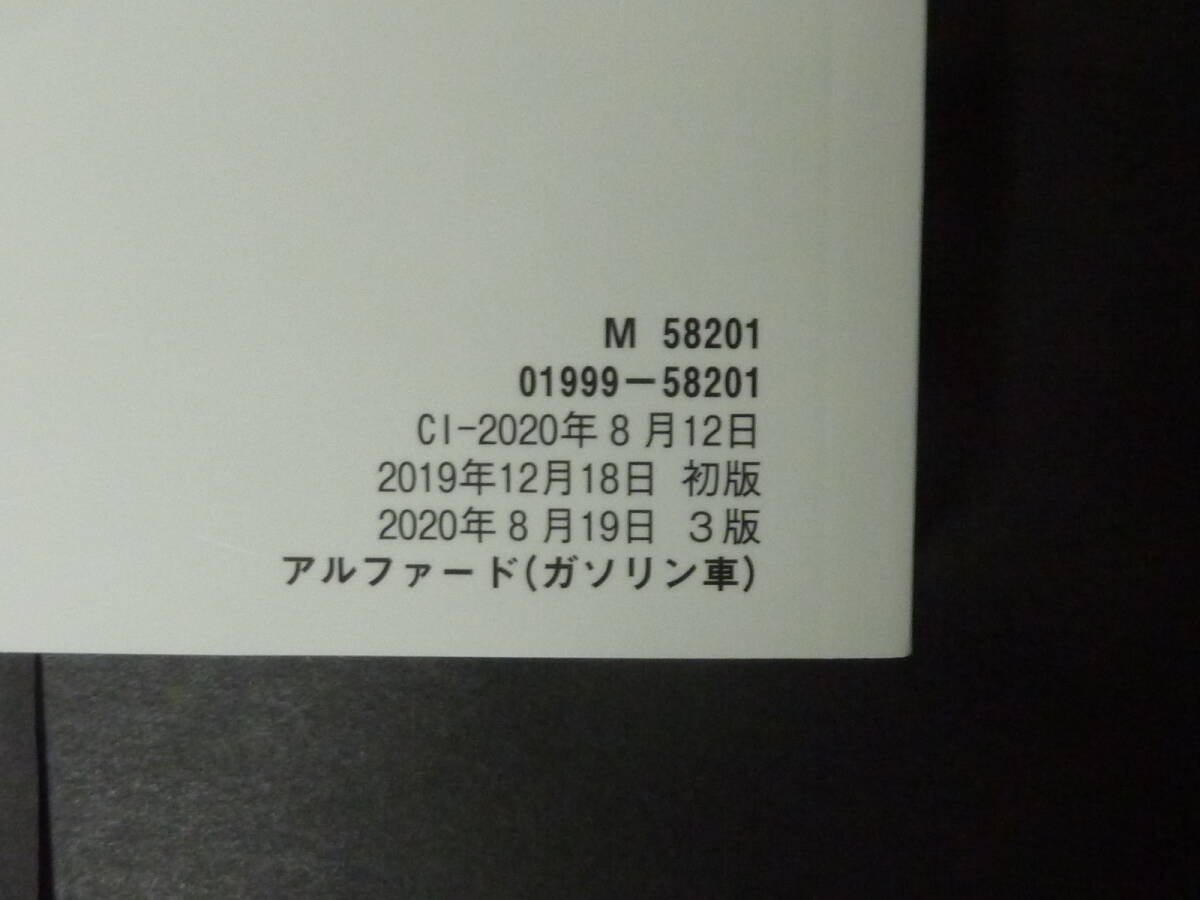 M 58201
01999-58201
CI-2020年8月12日
2019年12月18日 初版
2020年8月19日 3版
アルファード(ガソリン車)